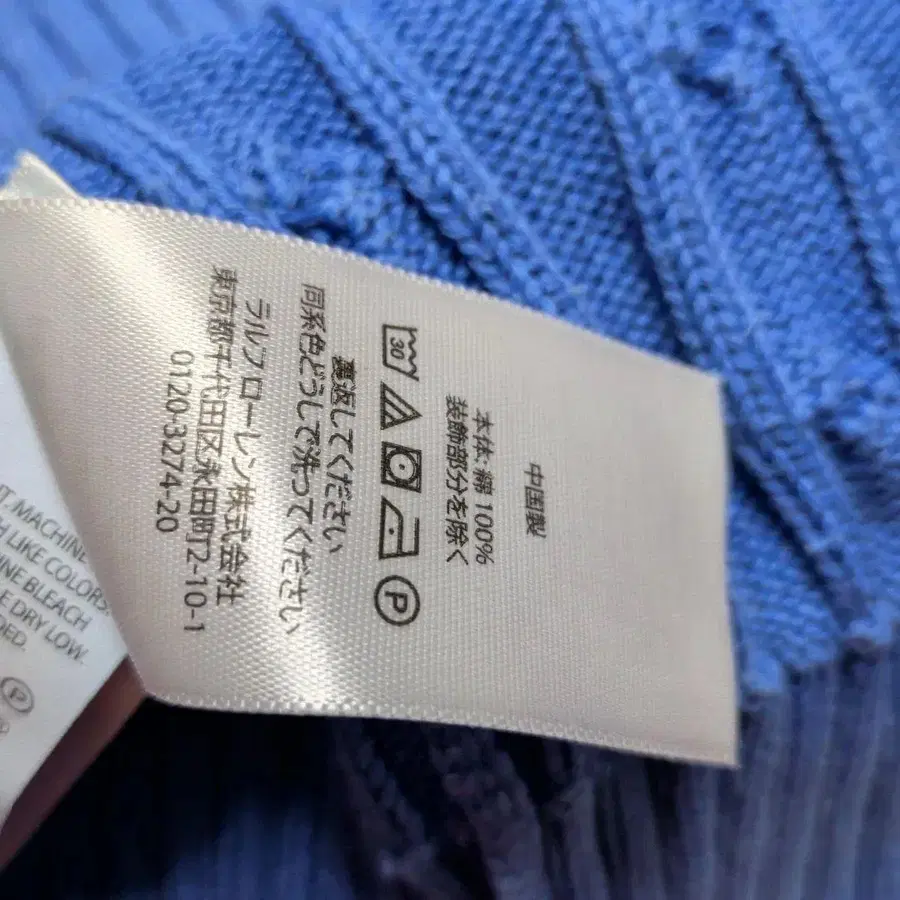 中国製
本体: 綿 100%
装飾部分を除く
30 P
裏返してください
同系色どうしで洗ってください
ラルフローレン株式会社
東京都千代田区永田町2-10-1
0120-3274-20
MACHINE
LIKE COLORS
BLEACH
DRY LOW.
P